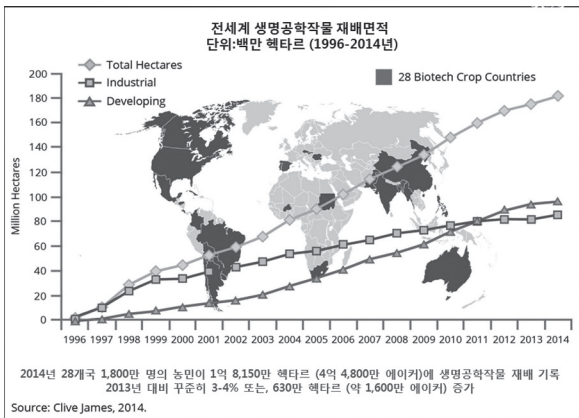 전세계 생명공학작물 재배면적
단위:백만 헥타르 (1996-2014년)
Total Hectares
Industrial
Developing
28 Biotech Crop Countries
Million Hectares
200
180
160
140
120
100
80
60
40
20
0
1996 1997 1998 1999 2000 2001 2002 2003 2004 2005 2006 2007 2008 2009 2010 2011 2012 2013 2014
2014년 28개국 1,800만 명의 농민이 1억 8,150만 헥타르 (4억 4,800만 에이커)에 생명공학작물 재배 기록
2013년 대비 꾸준히 3-4% 또는, 630만 헥타르 (약 1,600만 에이커) 증가
Source: Clive James, 2014.